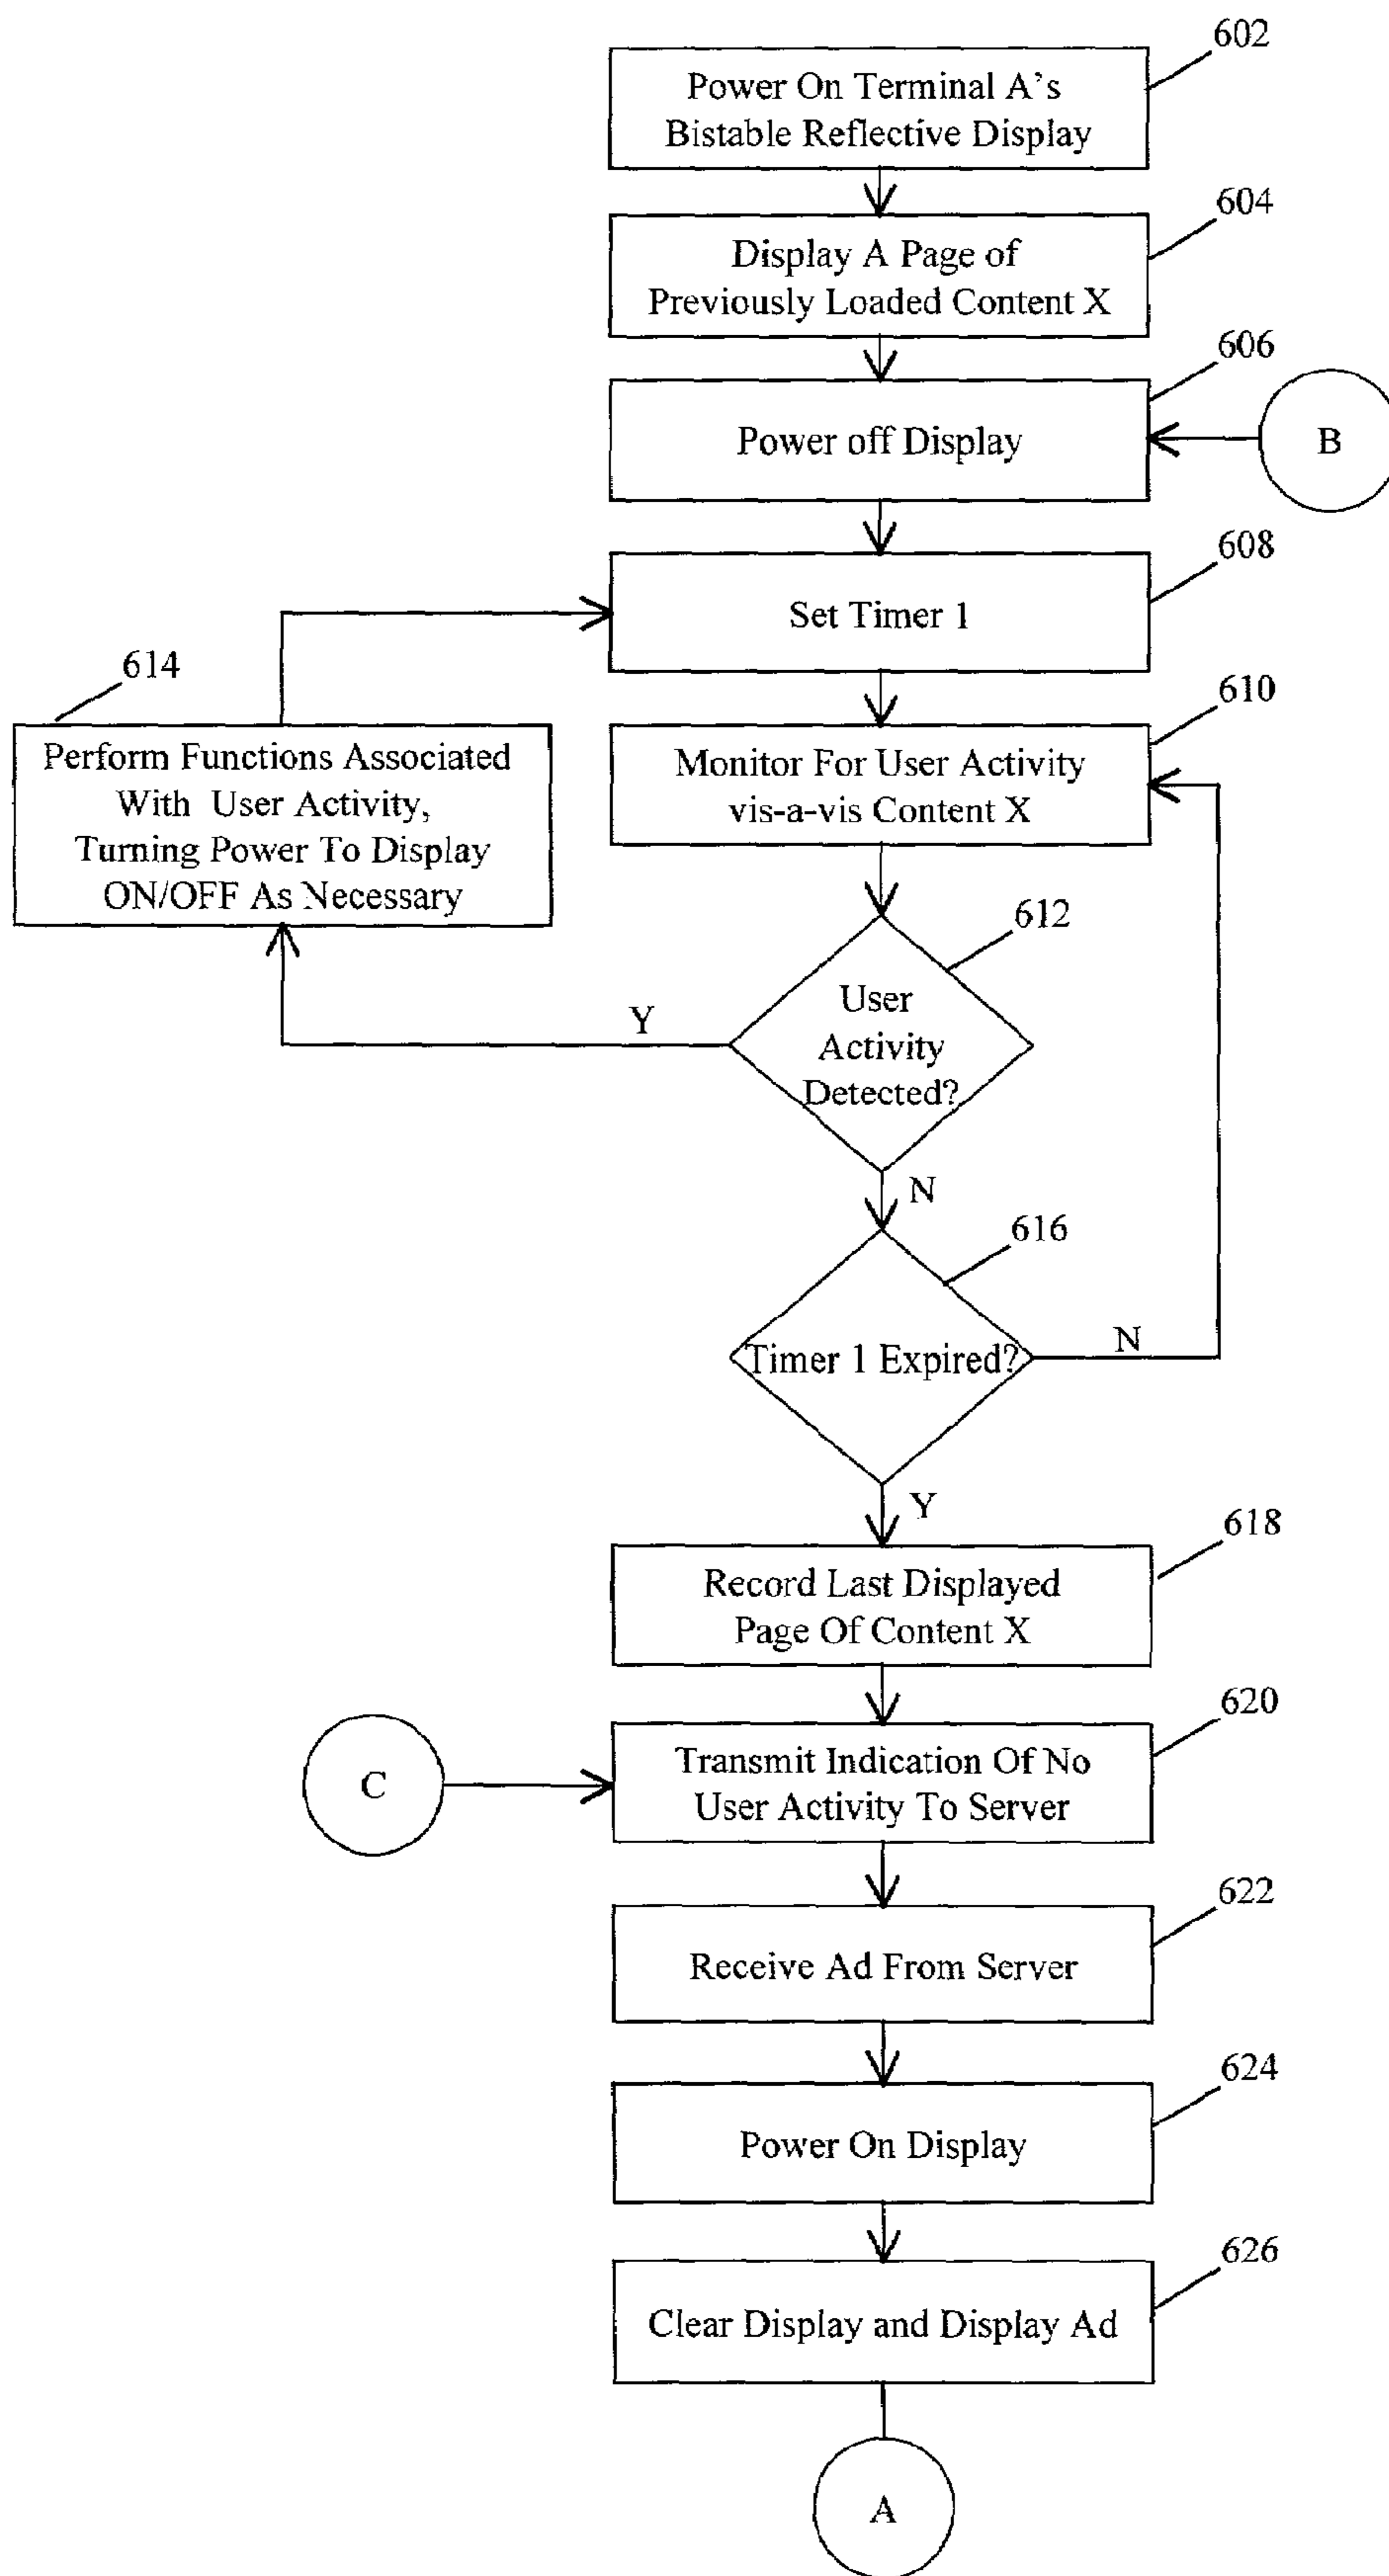 602
Power On Terminal A's
Bistable Reflective Display
604
Display A Page of
Previously Loaded Content X
606
Power off Display
B
608
Set Timer 1
614
Perform Functions Associated
With User Activity,
Turning Power To Display
ON/OFF As Necessary
610
Monitor For User Activity
vis-a-vis Content X
612
User
Activity
Detected?
Y
N
616
Timer 1 Expired?
N
Y
618
Record Last Displayed
Page Of Content X
620
Transmit Indication Of No
User Activity To Server
C
622
Receive Ad From Server
624
Power On Display
626
Clear Display and Display Ad
A